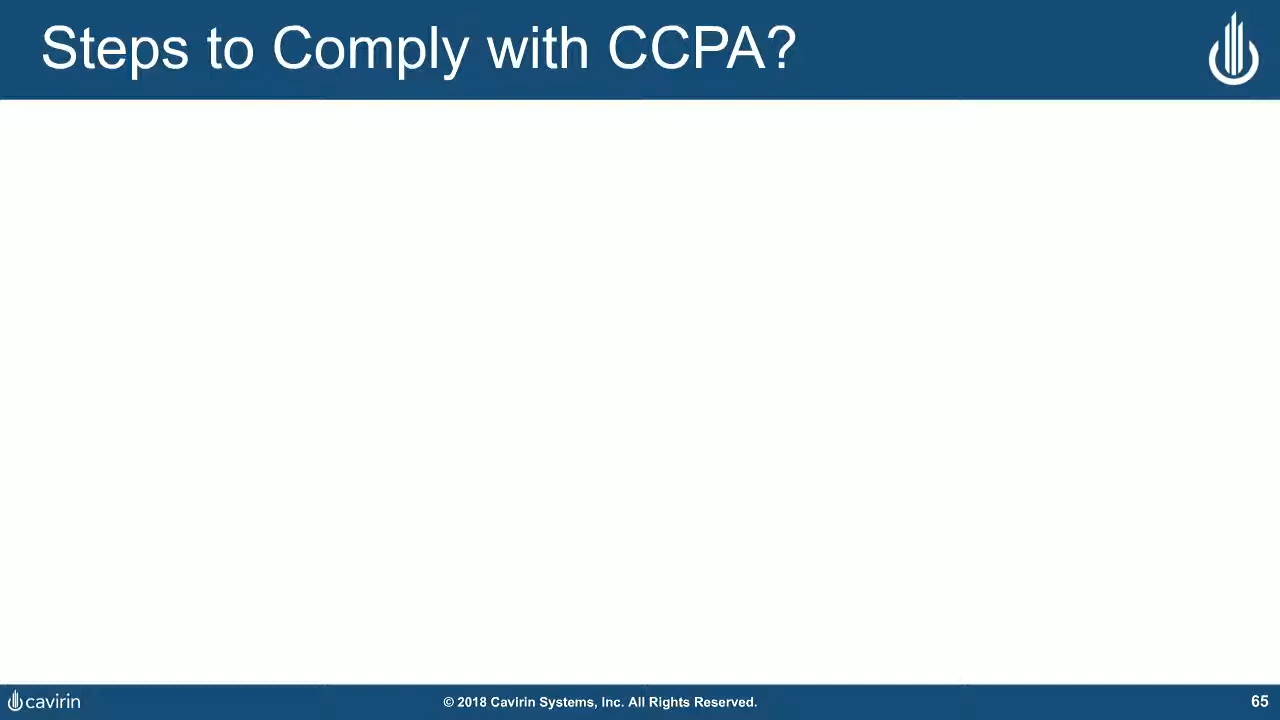 Steps to Comply with CCPA?
cavirin
© 2018 Cavirin Systems, Inc. All Rights Reserved.
65